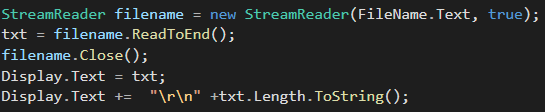 StreamReader filename = new StreamReader(FileName.Text, true);
txt = filename.ReadToEnd();
filename.Close();
Display.Text = txt;
Display.Text +=  "\r\n" +txt.Length.ToString();